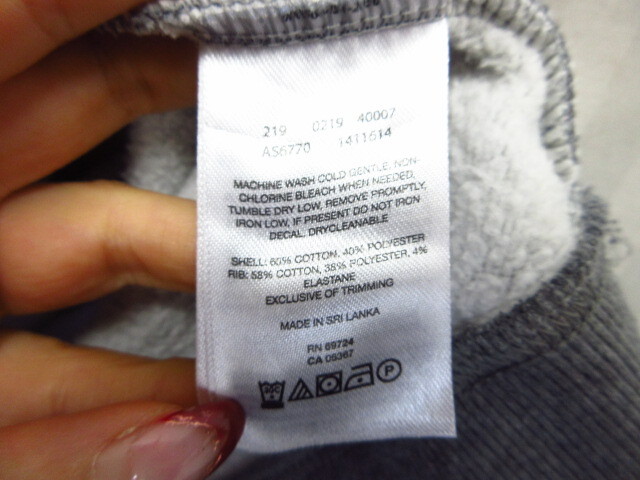 219 0219 40007
AS6770 1411614
MACHINE WASH COLD GENTLE, NON-
CHLORINE BLEACH WHEN NEEDED,
TUMBLE DRY LOW, REMOVE PROMPTLY,
IRON LOW, IF PRESENT DO NOT IRON
DECAL, DRYCLEANABLE
SHELL: 60% COTTON, 40% POLYESTER
RIB: 58% COTTON, 38% POLYESTER, 4%
ELASTANE
EXCLUSIVE OF TRIMMING
MADE IN SRI LANKA
RN 69724
CA 06367
P